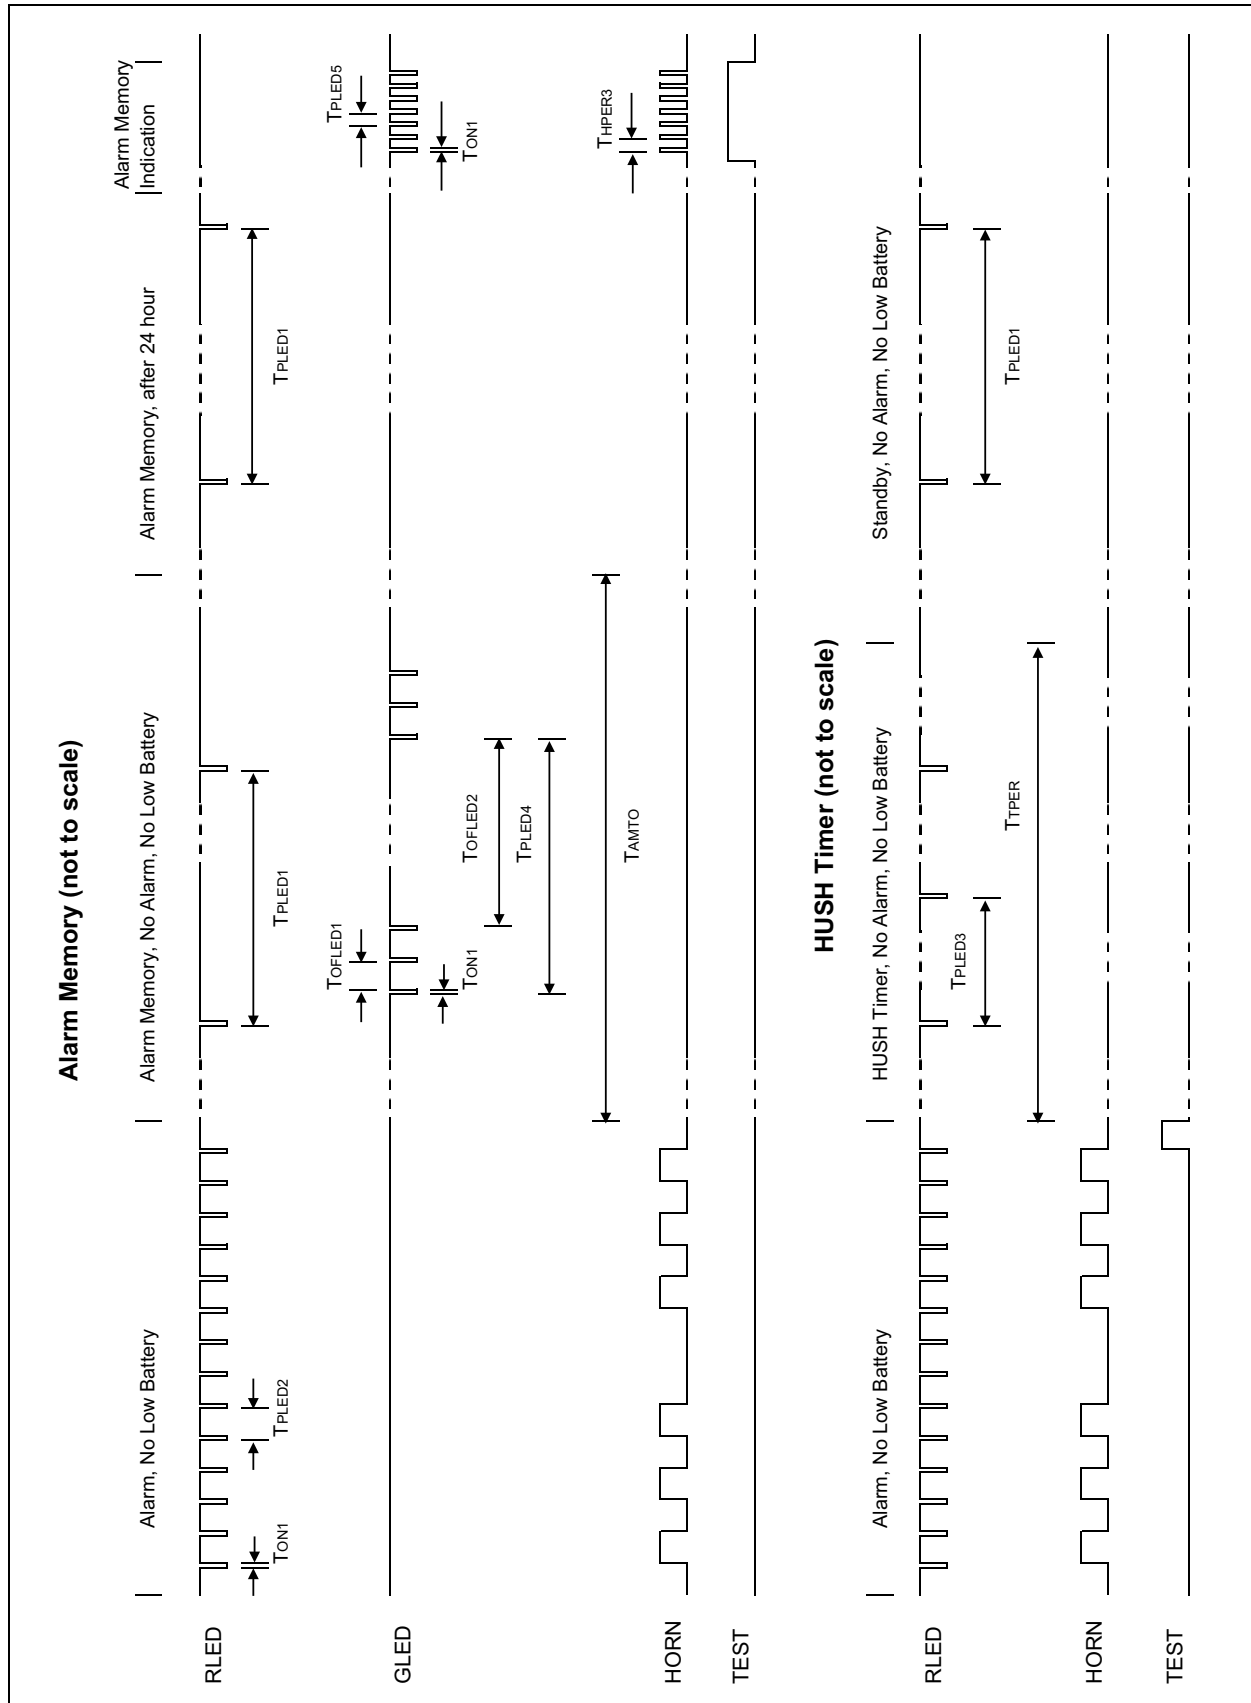 Alarm Memory (not to scale)
Alarm, No Low Battery
Alarm Memory, No Alarm, No Low Battery
Alarm Memory, after 24 hour
Alarm Memory
Indication
RLED
TON1
TPLED2
TPLED1
TPLED1
GLED
TOFLED1
TON1
TOFLED2
TPLED4
TPLED5
TON1
TAMTO
HORN
THPER3
TEST
HUSH Timer (not to scale)
Alarm, No Low Battery
HUSH Timer, No Alarm, No Low Battery
Standby, No Alarm, No Low Battery
RLED
TPLED3
TPLED1
TTPER
HORN
TEST